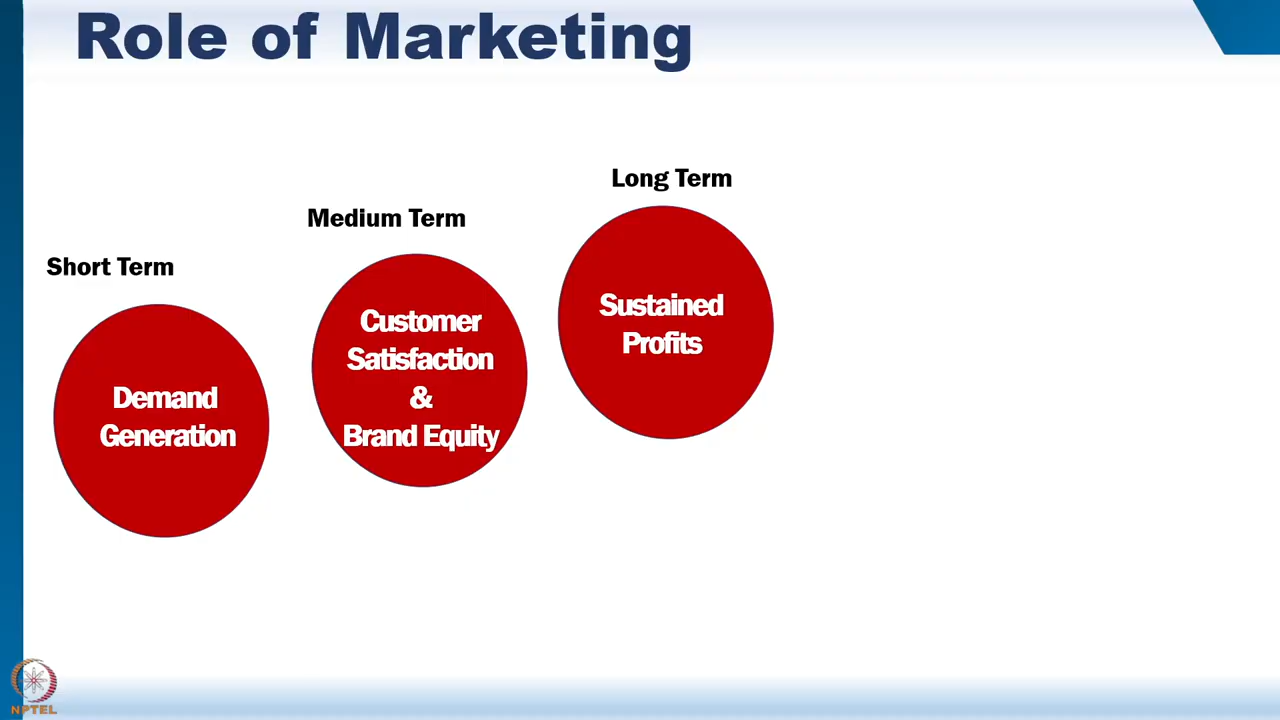 Role of Marketing
Short Term
Demand
Generation
Medium Term
Customer
Satisfaction
&
Brand Equity
Long Term
Sustained
Profits
NPTEL